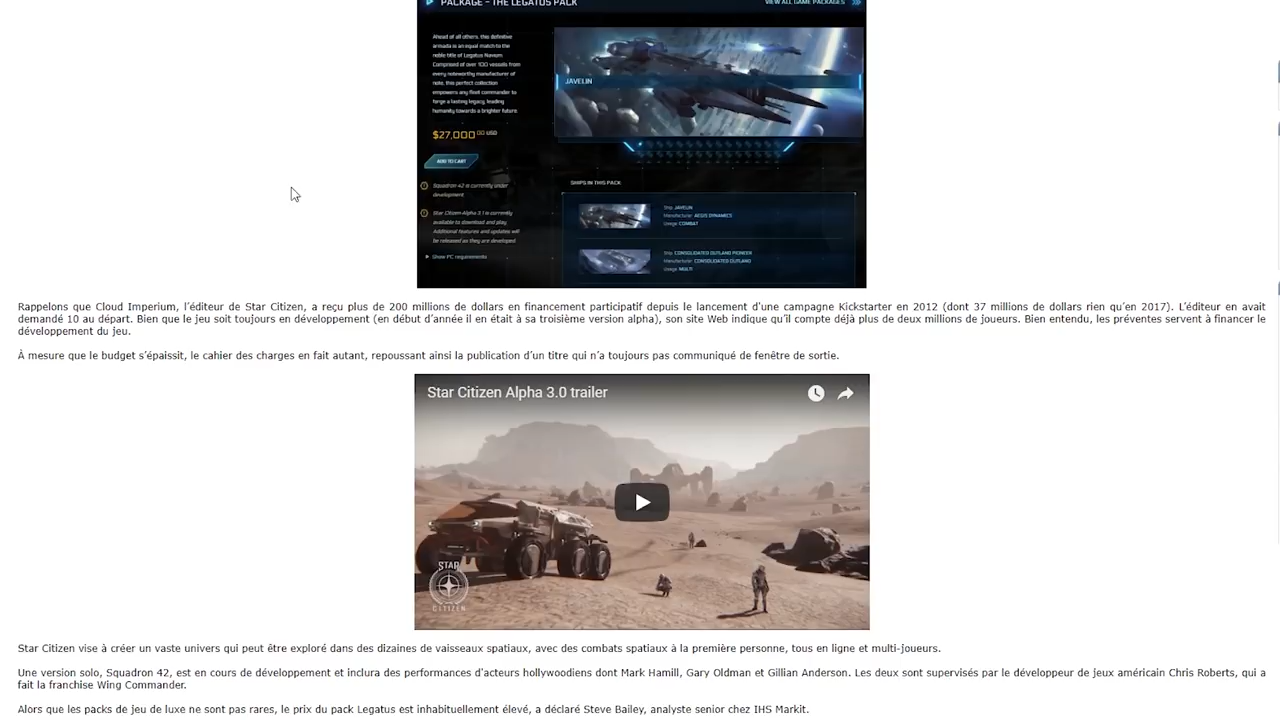 PACKAGE - THE LEGATUS PACK
VIEW ALL GAME PACKAGES
Ahead of all others, this definitive
armada is an equal match to the
noble title of Legatus Navium.
Comprised of over 100 vessels from
every noteworthy manufacturer of
note, this perfect collection
empowers any fleet commander to
forge a lasting legacy, leading
humanity towards a brighter future.
JAVELIN
$27,000.00 USD
ADD TO CART
Squadron 42 is currently under
development.
Star Citizen Alpha 3.1 is currently
available to download and play.
Additional features and updates will
be released as they are developed.
Show PC requirements
SHIPS IN THIS PACK
Ship: JAVELIN
Manufacturer: AEGIS DYNAMICS
Usage: COMBAT
Ship: CONSOLIDATED OUTLAND PIONEER
Manufacturer: CONSOLIDATED OUTLAND
Usage: MULTI
Rappelons que Cloud Imperium, l’éditeur de Star Citizen, a reçu plus de 200 millions de dollars en financement participatif depuis le lancement d’une campagne Kickstarter en 2012 (dont 37 millions de dollars rien qu’en 2017). L’éditeur en avait
demandé 10 au départ. Bien que le jeu soit toujours en développement (en début d’année il en était à sa troisième version alpha), son site Web indique qu’il compte déjà plus de deux millions de joueurs. Bien entendu, les préventes servent à financer le
développement du jeu.
À mesure que le budget s’épaissit, le cahier des charges en fait autant, repoussant ainsi la publication d’un titre qui n’a toujours pas communiqué de fenêtre de sortie.
Star Citizen Alpha 3.0 trailer
STAR
CITIZEN
Star Citizen vise à créer un vaste univers qui peut être exploré dans des dizaines de vaisseaux spatiaux, avec des combats spatiaux à la première personne, tous en ligne et multi-joueurs.
Une version solo, Squadron 42, est en cours de développement et inclura des performances d’acteurs hollywoodiens dont Mark Hamill, Gary Oldman et Gillian Anderson. Les deux sont supervisés par le développeur de jeux américain Chris Roberts, qui a
fait la franchise Wing Commander.
Alors que les packs de jeu de luxe ne sont pas rares, le prix du pack Legatus est inhabituellement élevé, a déclaré Steve Bailey, analyste senior chez IHS Markit.